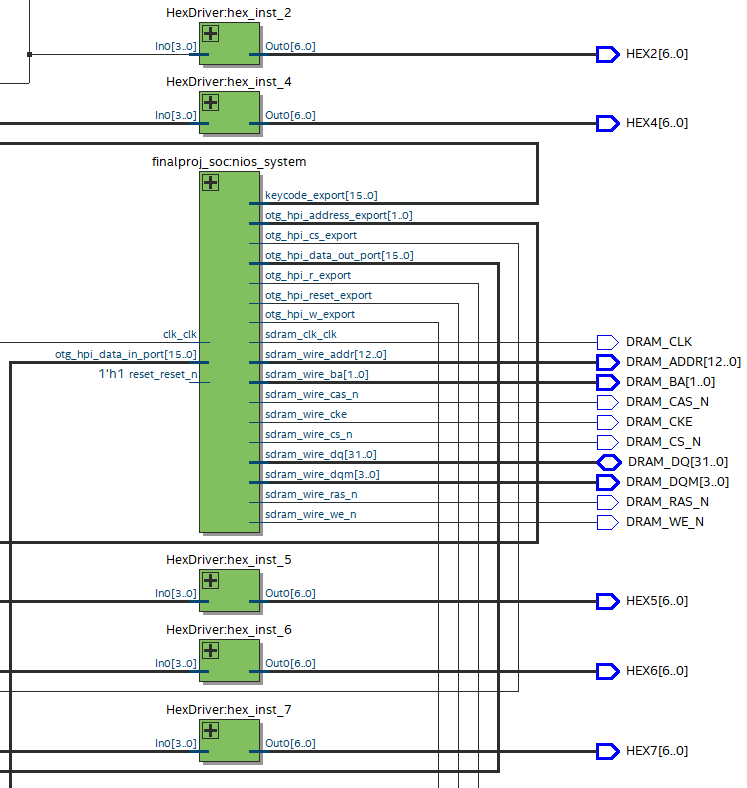 HexDriver:hex_inst_2
In0[3..0]
Out0[6..0]
HEX2[6..0]
HexDriver:hex_inst_4
In0[3..0]
Out0[6..0]
HEX4[6..0]
finalproj_soc:nios_system
keycode_export[15..0]
otg_hpi_address_export[1..0]
otg_hpi_cs_export
otg_hpi_data_out_port[15..0]
otg_hpi_r_export
otg_hpi_reset_export
otg_hpi_w_export
clk_clk
sdram_clk_clk
DRAM_CLK
otg_hpi_data_in_port[15..0]
sdram_wire_addr[12..0]
DRAM_ADDR[12..0]
1'h1 reset_reset_n
sdram_wire_ba[1..0]
DRAM_BA[1..0]
sdram_wire_cas_n
DRAM_CAS_N
sdram_wire_cke
DRAM_CKE
sdram_wire_cs_n
DRAM_CS_N
sdram_wire_dq[31..0]
DRAM_DQ[31..0]
sdram_wire_dqm[3..0]
DRAM_DQM[3..0]
sdram_wire_ras_n
DRAM_RAS_N
sdram_wire_we_n
DRAM_WE_N
HexDriver:hex_inst_5
In0[3..0]
Out0[6..0]
HEX5[6..0]
HexDriver:hex_inst_6
In0[3..0]
Out0[6..0]
HEX6[6..0]
HexDriver:hex_inst_7
In0[3..0]
Out0[6..0]
HEX7[6..0]